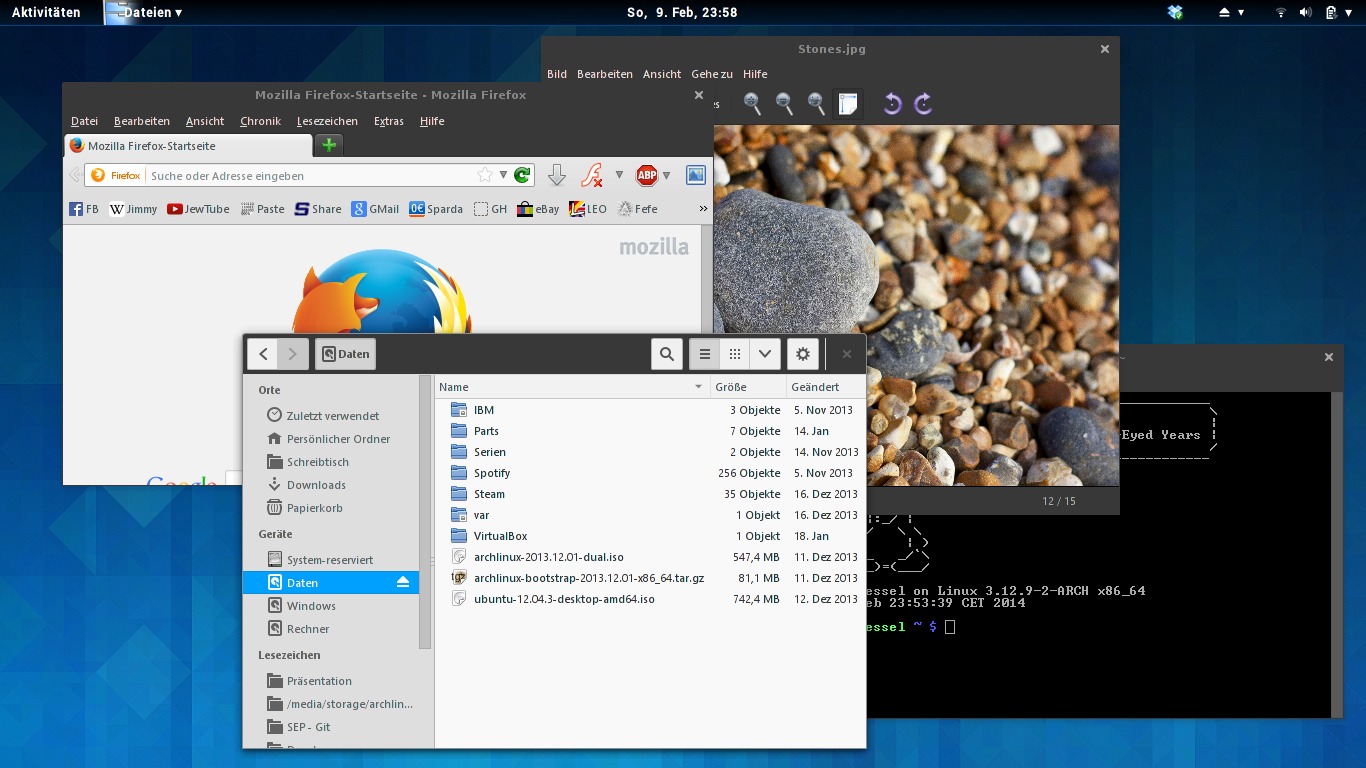 Aktivitäten Dateien ▾ So, 9. Feb, 23:58
Stones.jpg
Bild Bearbeiten Ansicht Gehe zu Hilfe
Mozilla Firefox-Startseite - Mozilla Firefox
Datei Bearbeiten Ansicht Chronik Lesezeichen Extras Hilfe
Mozilla Firefox-Startseite
Firefox Suche oder Adresse eingeben ABP
FB Jimmy JewTube Paste Share GMail Sparda GH eBay LEO Fefe »
mozilla
Google
Daten
Name Größe Geändert
IBM 3 Objekte 5. Nov 2013
Parts 7 Objekte 14. Jan
Serien 2 Objekte 14. Nov 2013
Spotify 256 Objekte 5. Nov 2013
Steam 35 Objekte 16. Dez 2013
var 1 Objekt 16. Dez 2013
VirtualBox 1 Objekt 18. Jan
archlinux-2013.12.01-dual.iso 547,4 MB 11. Dez 2013
archlinux-bootstrap-2013.12.01-x86_64.tar.gz 81,1 MB 11. Dez 2013
ubuntu-12.04.3-desktop-amd64.iso 742,4 MB 12. Dez 2013
Orte
Zuletzt verwendet
Persönlicher Ordner
Schreibtisch
Downloads
Papierkorb
Geräte
System-reserviert
Daten
Windows
Rechner
Lesezeichen
Präsentation
/media/storage/archlin...
SEP - Git
12 / 15
-Eyed Years
essel on Linux 3.12.9-2-ARCH x86_64
eb 23:53:39 CET 2014
essel ~ $